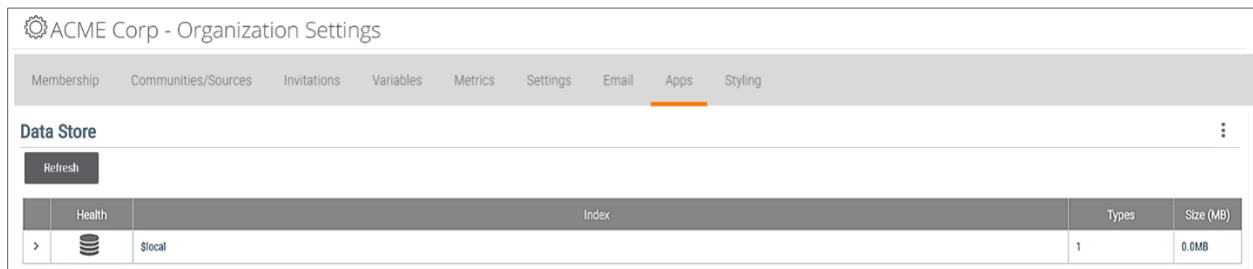 ACME Corp - Organization Settings
Membership Communities/Sources Invitations Variables Metrics Settings Email Apps Styling
Data Store
Refresh
Health Index Types Size (MB)
$local 1 0.0MB